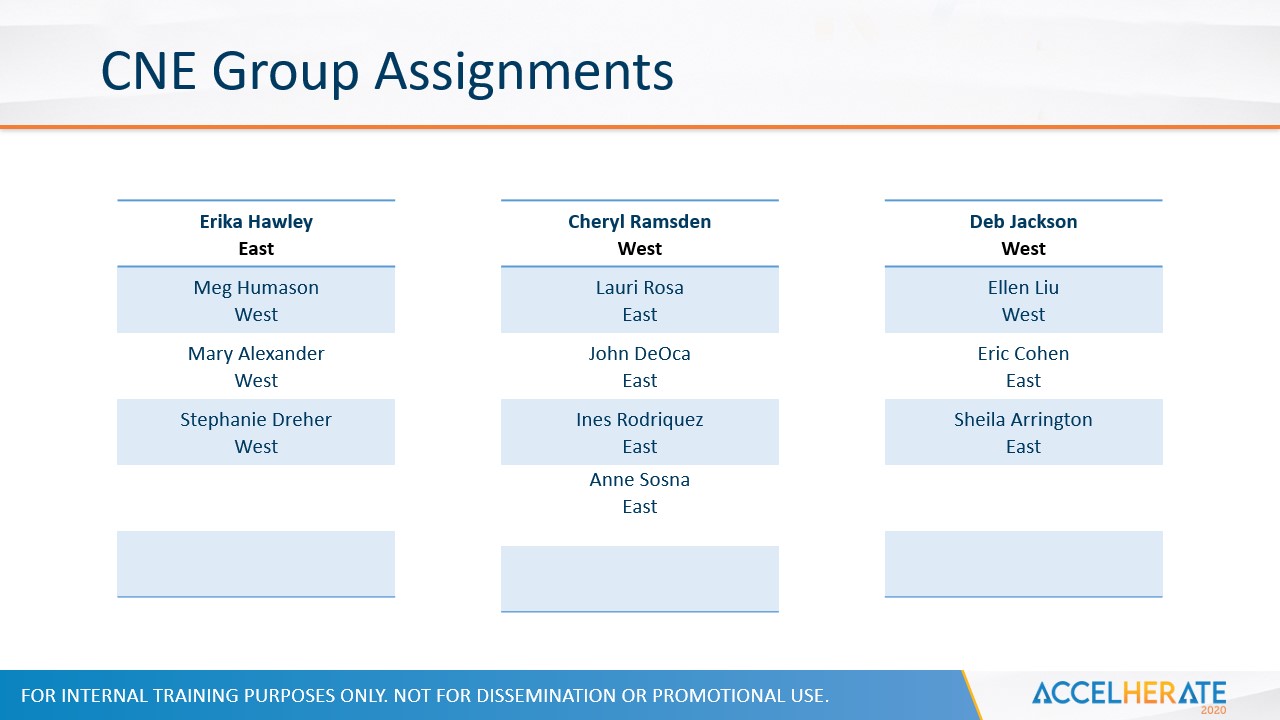 CNE Group Assignments
Erika Hawley
East
Meg Humason
West
Mary Alexander
West
Stephanie Dreher
West
Cheryl Ramsden
West
Lauri Rosa
East
John DeOca
East
Ines Rodriquez
East
Anne Sosna
East
Deb Jackson
West
Ellen Liu
West
Eric Cohen
East
Sheila Arrington
East
FOR INTERNAL TRAINING PURPOSES ONLY. NOT FOR DISSEMINATION OR PROMOTIONAL USE.
ACCELHERATE
2020